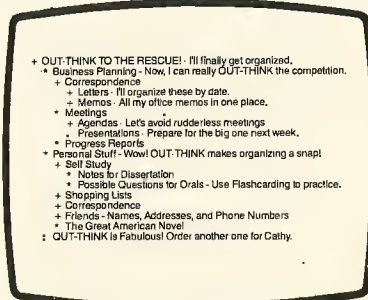 + OUT-THINK TO THE RESCUE! - I'll finally get organized.
* Business Planning - Now, I can really OUT-THINK the competition.
+ Correspondence
+ Letters - I'll organize these by date.
+ Memos - All my office memos in one place.
* Meetings
+ Agendas - Let's avoid rudderless meetings
. Presentations - Prepare for the big one next week.
* Progress Reports
* Personal Stuff - Wow! OUT-THINK makes organizing a snap!
+ Self Study
* Notes for Dissertation
* Possible Questions for Orals - Use Flashcarding to practice.
+ Shopping Lists
+ Correspondence
+ Friends - Names, Addresses, and Phone Numbers
* The Great American Novel
: OUT-THINK is Fabulous! Order another one for Cathy.